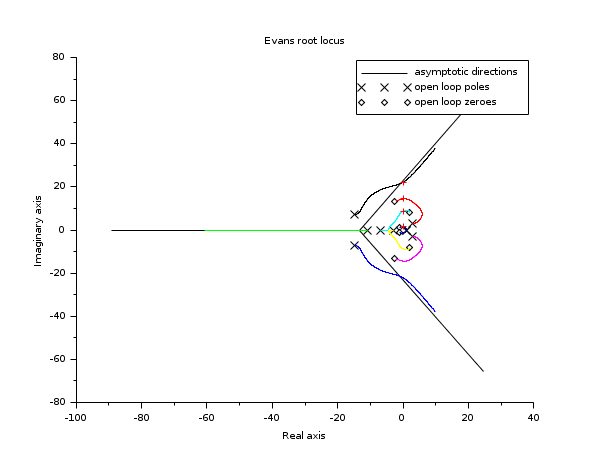 Evans root locus
asymptotic directions
open loop poles
open loop zeroes
80
60
40
20
0
-20
-40
-60
-80
Imaginary axis
-100 -80 -60 -40 -20 0 20 40
Real axis